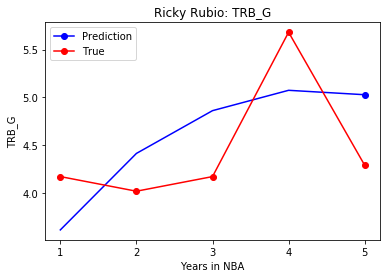 Ricky Rubio: TRB_G
Prediction
True
TRB_G
5.5
5.0
4.5
4.0
1 2 3 4 5
Years in NBA